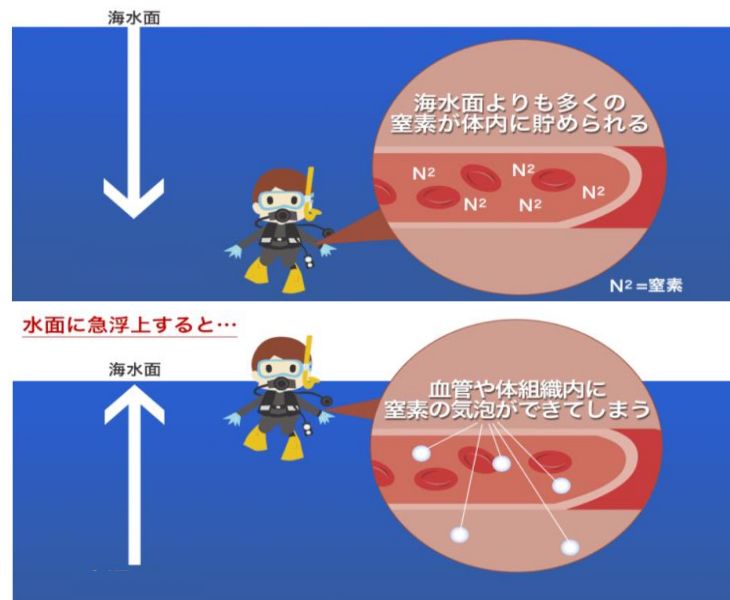 海水面
海水面よりも多くの
窒素が体内に貯められる
N²
N²
N²
N²
N²
N²=窒素
水面に急浮上すると…
海水面
血管や体組織内に
窒素の気泡ができてしまう